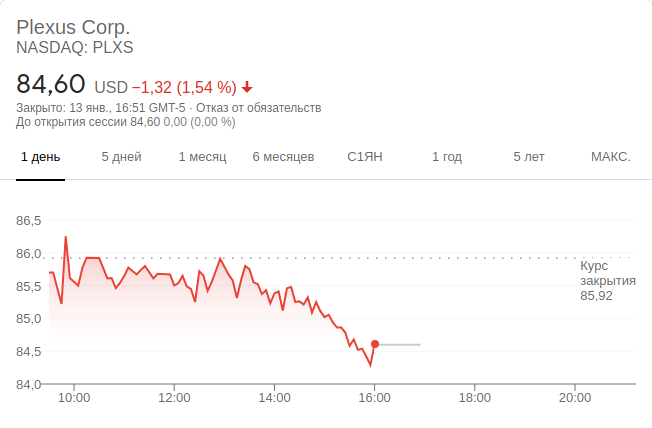 Plexus Corp.
NASDAQ: PLXS
84,60 USD −1,32 (1,54 %)
Закрыто: 13 янв., 16:51 GMT-5 · Отказ от обязательств
До открытия сессии 84,60 0,00 (0,00 %)
1 день 5 дней 1 месяц 6 месяцев С1ЯН 1 год 5 лет МАКС.
86,5
86,0
Курс
закрытия
85,92
85,5
85,0
84,5
84,0
10:00 12:00 14:00 16:00 18:00 20:00